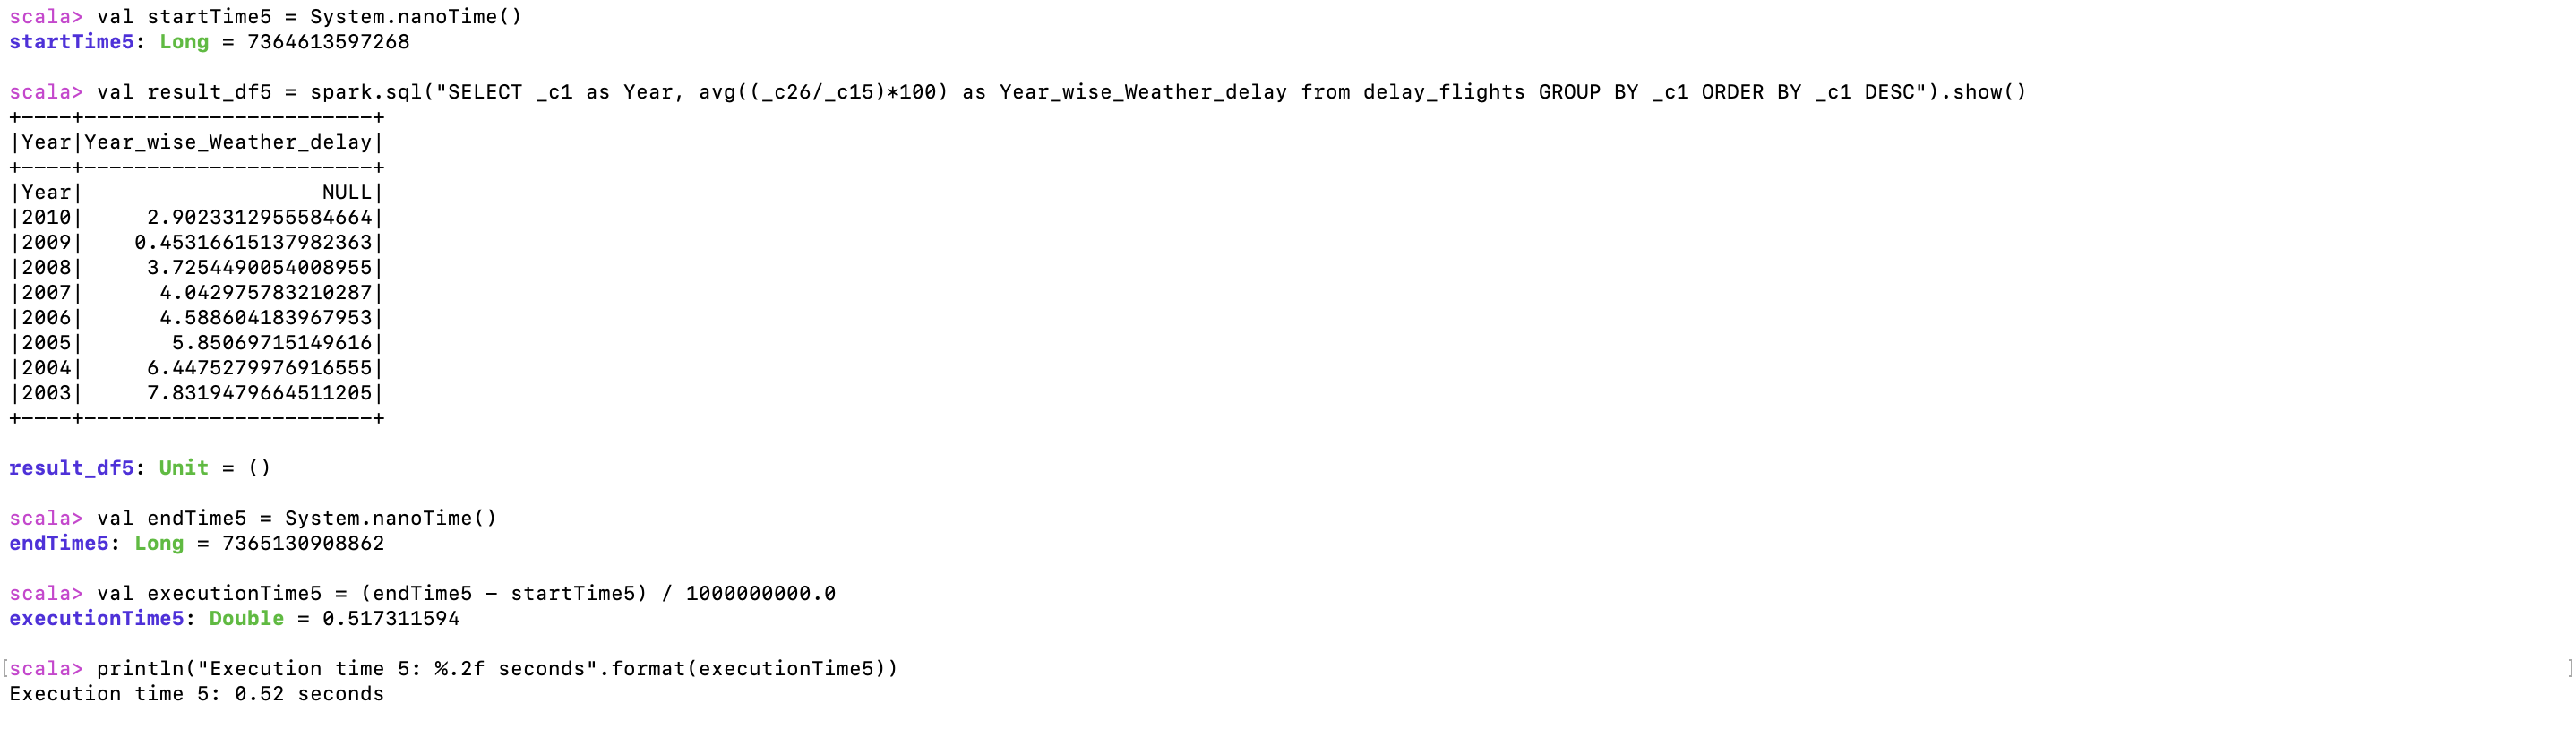 scala> val startTime5 = System.nanoTime()
startTime5: Long = 7364613597268
scala> val result_df5 = spark.sql("SELECT _c1 as Year, avg((_c26/_c15)*100) as Year_wise_Weather_delay from delay_flights GROUP BY _c1 ORDER BY _c1 DESC").show()
+----+-----------------------+
|Year|Year_wise_Weather_delay|
+----+-----------------------+
|Year|                   NULL|
|2010|     2.9023312955584664|
|2009|    0.45316615137982363|
|2008|     3.7254490054008955|
|2007|      4.042975783210287|
|2006|      4.588604183967953|
|2005|       5.85069715149616|
|2004|     6.4475279976916555|
|2003|     7.8319479664511205|
+----+-----------------------+
result_df5: Unit = ()
scala> val endTime5 = System.nanoTime()
endTime5: Long = 7365130908862
scala> val executionTime5 = (endTime5 - startTime5) / 1000000000.0
executionTime5: Double = 0.517311594
[scala> println("Execution time 5: %.2f seconds".format(executionTime5)) ]
Execution time 5: 0.52 seconds